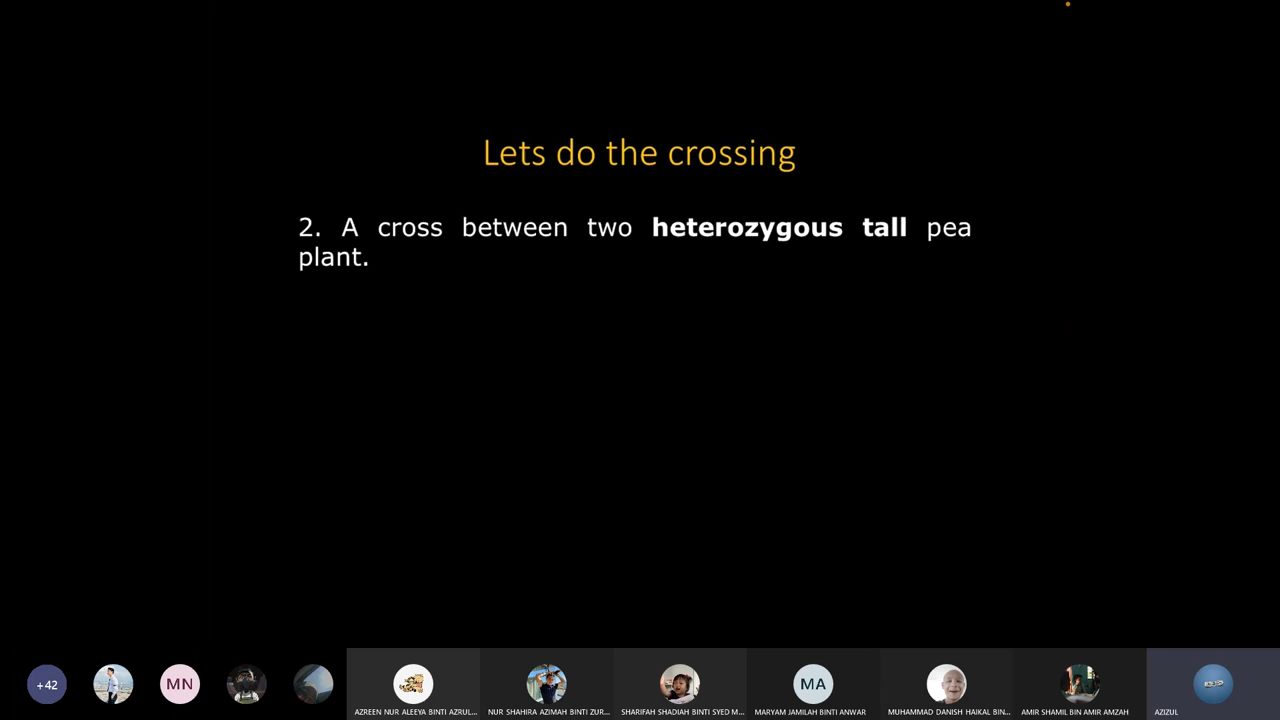 Lets do the crossing
2. A cross between two heterozygous tall pea
plant.
+42
MN
MA
AZREEN NUR ALEEYA BINTI AZRUL...
NUR SHAHIRA AZIMAH BINTI ZUR...
SHARIFAH SHADIAH BINTI SYED M...
MARYAM JAMILAH BINTI ANWAR
MUHAMMAD DANISH HAIKAL BIN...
AMIR SHAMIL BIN AMIR AMZAH
AZIZUL